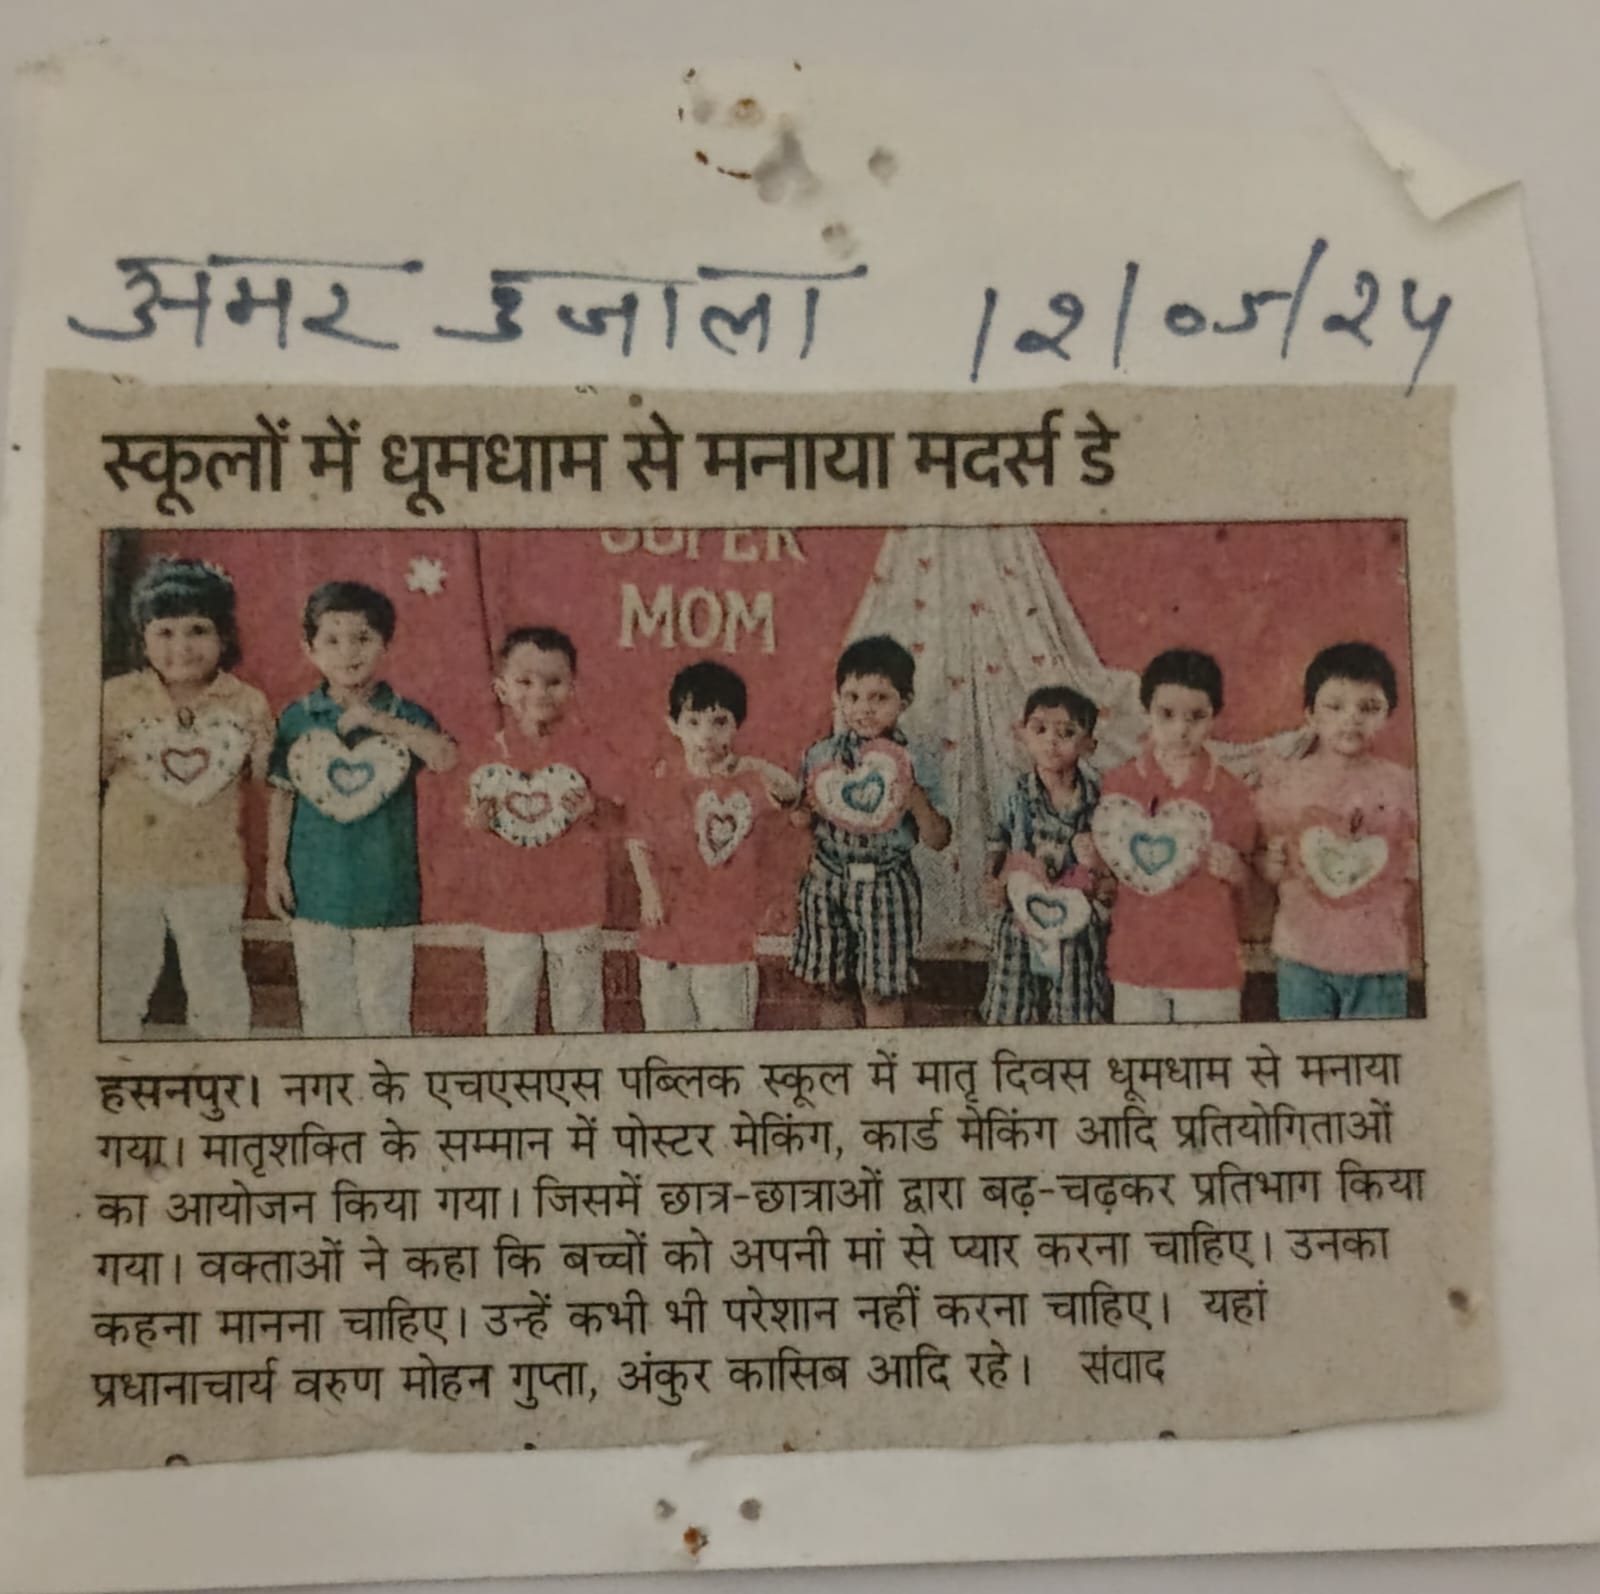 अमर उजाला 12/05/25
स्कूलों में धूमधाम से मनाया मदर्स डे
SUPER
MOM
हसनपुर। नगर के एचएसएस पब्लिक स्कूल में मातृ दिवस धूमधाम से मनाया
गया। मातृशक्ति के सम्मान में पोस्टर मेकिंग, कार्ड मेकिंग आदि प्रतियोगिताओं
का आयोजन किया गया। जिसमें छात्र-छात्राओं द्वारा बढ़-चढ़कर प्रतिभाग किया
गया। वक्ताओं ने कहा कि बच्चों को अपनी मां से प्यार करना चाहिए। उनका
कहना मानना चाहिए। उन्हें कभी भी परेशान नहीं करना चाहिए। यहां
प्रधानाचार्य वरुण मोहन गुप्ता, अंकुर कासिब आदि रहे। संवाद